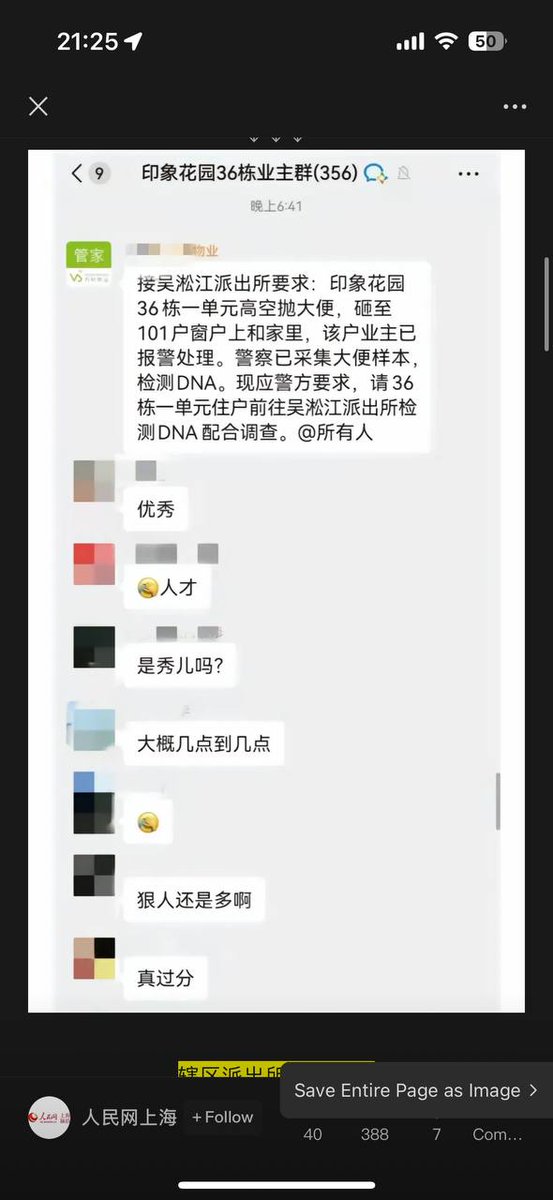 21:25
50
印象花园36栋业主群(356)
9
晚上6:41
管家
物业
接吴淞江派出所要求：印象花园
36栋一单元高空抛大便，砸至
101户窗户上和家里，该户业主已
报警处理。警察已采集大便样本，
检测DNA。现应警方要求，请36
栋一单元住户前往吴淞江派出所检
测DNA配合调查。@所有人
优秀
人才
是秀儿吗？
大概几点到几点
狠人还是多啊
真过分
辖区派出所
Save Entire Page as Image
人民网上海
+Follow
40
388
7
Com...